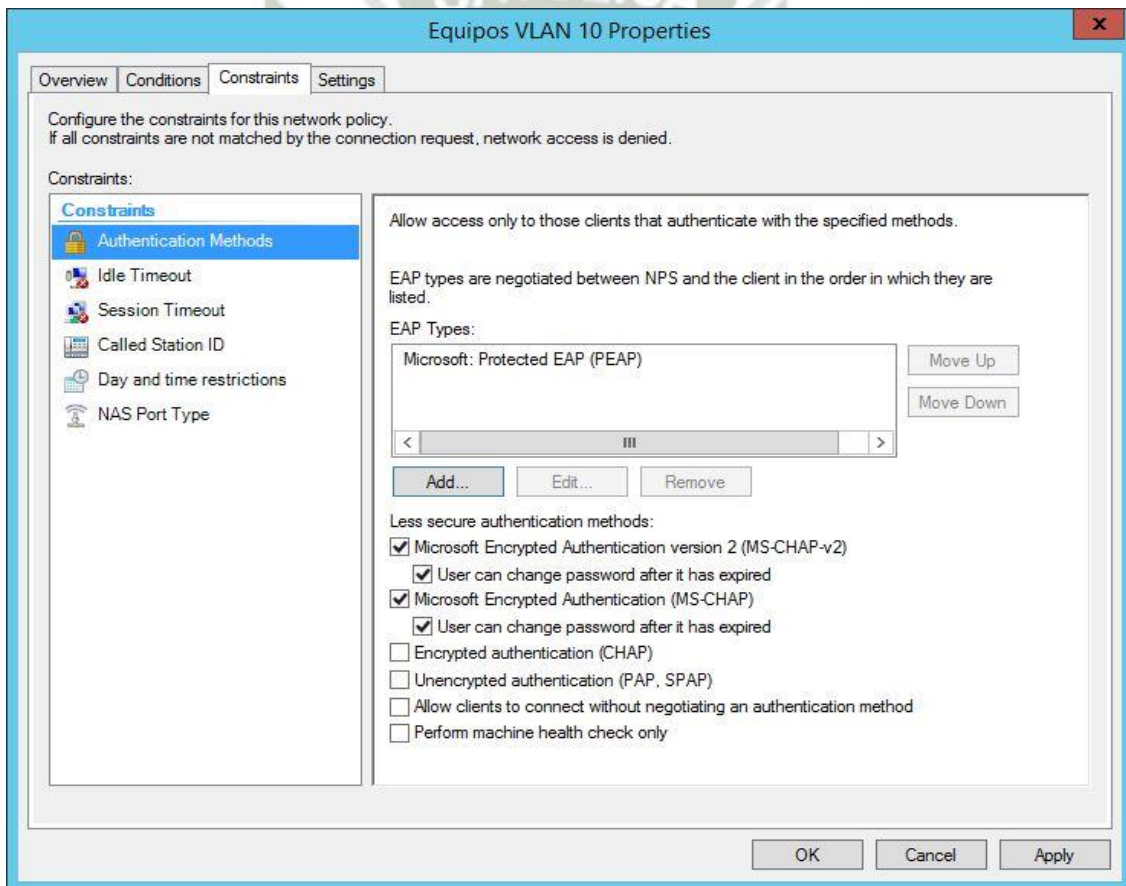 Equipos VLAN 10 Properties
x
Overview Conditions Constraints Settings
Configure the constraints for this network policy.
If all constraints are not matched by the connection request, network access is denied.
Constraints:
Constraints
Authentication Methods
Idle Timeout
Session Timeout
Called Station ID
Day and time restrictions
NAS Port Type
Allow access only to those clients that authenticate with the specified methods.
EAP types are negotiated between NPS and the client in the order in which they are
listed.
EAP Types:
Microsoft: Protected EAP (PEAP)
Move Up
Move Down
Add... Edit... Remove
Less secure authentication methods:
Microsoft Encrypted Authentication version 2 (MS-CHAP-v2)
User can change password after it has expired
Microsoft Encrypted Authentication (MS-CHAP)
User can change password after it has expired
Encrypted authentication (CHAP)
Unencrypted authentication (PAP, SPAP)
Allow clients to connect without negotiating an authentication method
Perform machine health check only
OK Cancel Apply